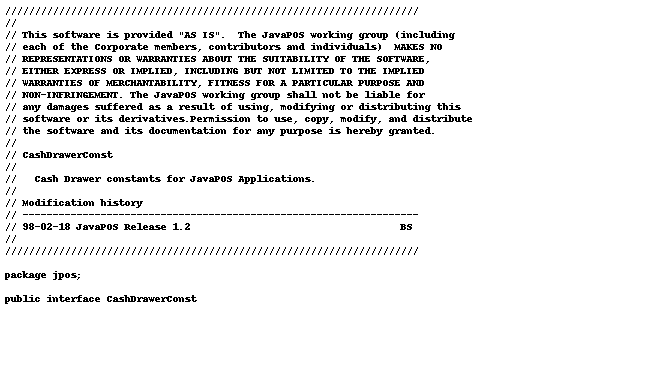 /////////////////////////////////////////////////////////////////////
//
// This software is provided "AS IS".  The JavaPOS working group (including
// each of the Corporate members, contributors and individuals)  MAKES NO
// REPRESENTATIONS OR WARRANTIES ABOUT THE SUITABILITY OF THE SOFTWARE,
// EITHER EXPRESS OR IMPLIED, INCLUDING BUT NOT LIMITED TO THE IMPLIED
// WARRANTIES OF MERCHANTABILITY, FITNESS FOR A PARTICULAR PURPOSE AND
// NON-INFRINGEMENT. The JavaPOS working group shall not be liable for
// any damages suffered as a result of using, modifying or distributing this
// software or its derivatives.Permission to use, copy, modify, and distribute
// the software and its documentation for any purpose is hereby granted.
//
// CashDrawerConst
//
//   Cash Drawer constants for JavaPOS Applications.
//
// Modification history
// ------------------------------------------------------------------
// 98-02-18 JavaPOS Release 1.2                                   BS
//
/////////////////////////////////////////////////////////////////////

package jpos;

public interface CashDrawerConst